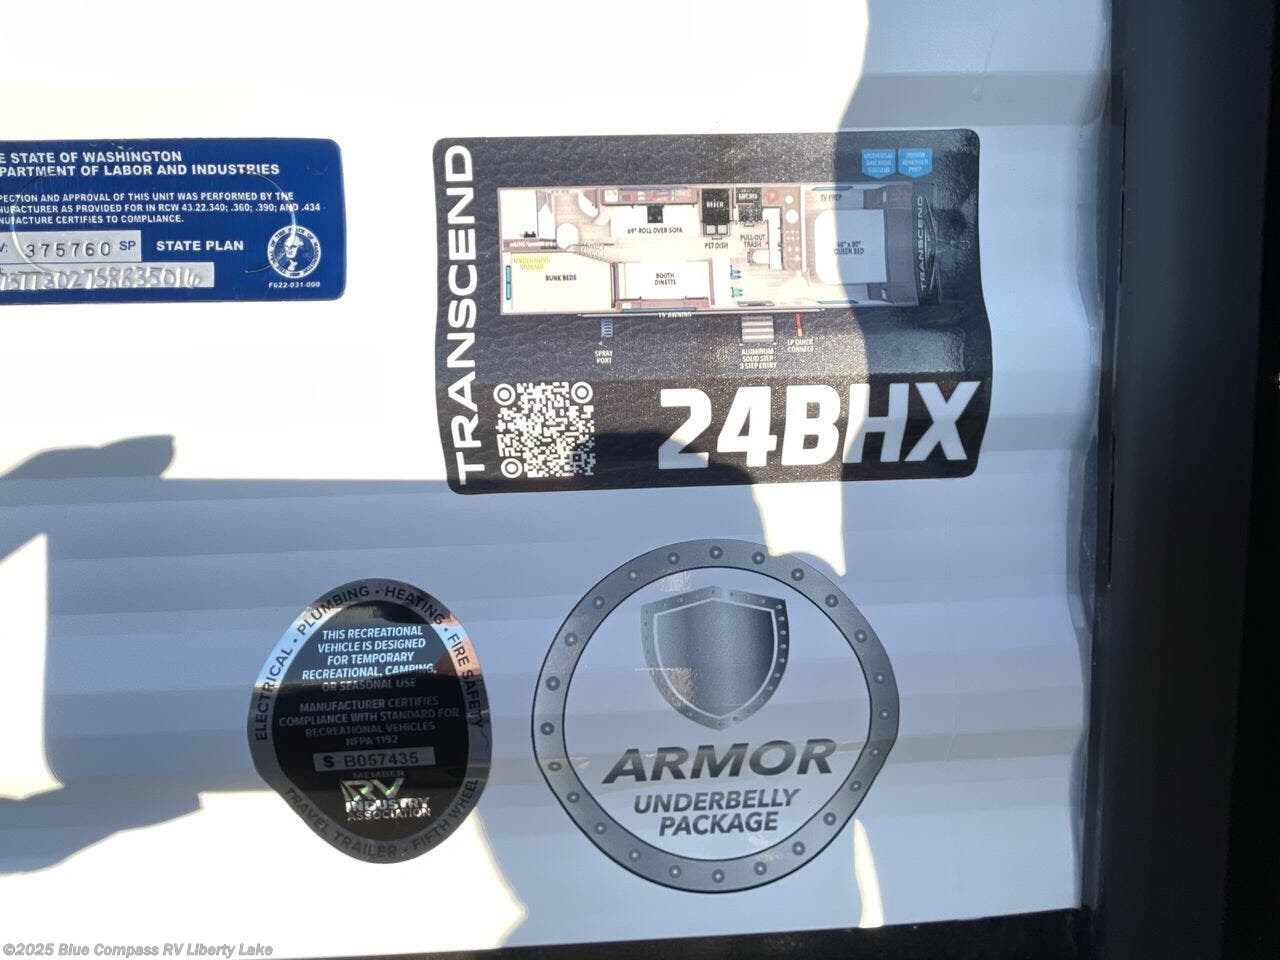 E STATE OF WASHINGTON
PARTMENT OF LABOR AND INDUSTRIES
PECTION AND APPROVAL OF THIS UNIT WAS PERFORMED BY THE
NUFACTURER AS PROVIDED FOR IN RCW 43.22.340; .360; .390; AND .434
NUFACTURE CERTIFIES TO COMPLIANCE.
375760 SP STATE PLAN
F622-031-000
TRANSCEND
TV PREP
MICRO
69" ROLL OVER SOFA
PET DISH
PULL-OUT
TRASH
60" x 80"
QUEEN BED
TRANSCEND
BUNK BEDS
BOOTH
DINETTE
15' AWNING
SPRAY
PORT
ALUMINUM
SOLID STEP
3 STEP ENTRY
LP QUICK
CONNECT
24BHX
ELECTRICAL • PLUMBING • HEATING • FIRE SAFETY
THIS RECREATIONAL
VEHICLE IS DESIGNED
FOR TEMPORARY
RECREATIONAL, CAMPING,
OR SEASONAL USE
MANUFACTURER CERTIFIES
COMPLIANCE WITH STANDARD FOR
RECREATIONAL VEHICLES
NFPA 1192
S B057435
MEMBER
RV
INDUSTRY
ASSOCIATION
TRAVEL TRAILER • FIFTH WHEEL
ARMOR
UNDERBELLY
PACKAGE
©2025 Blue Compass RV Liberty Lake